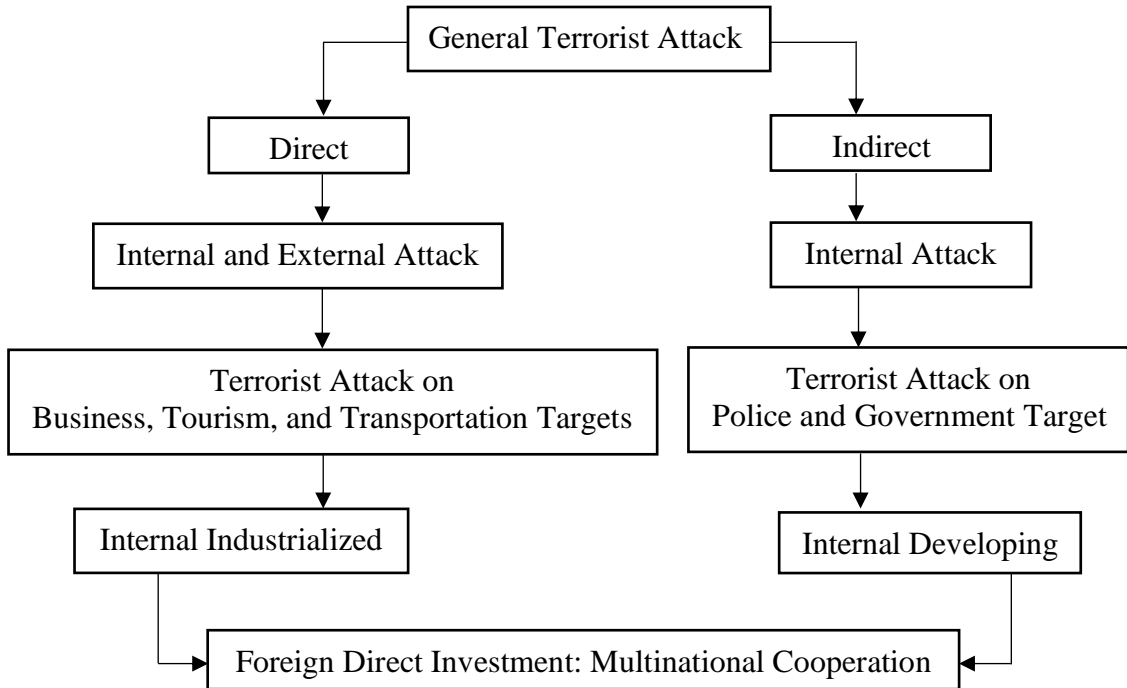 General Terrorist Attack
Direct
Indirect
Internal and External Attack
Internal Attack
Terrorist Attack on
Business, Tourism, and Transportation Targets
Terrorist Attack on
Police and Government Target
Internal Industrialized
Internal Developing
Foreign Direct Investment: Multinational Cooperation